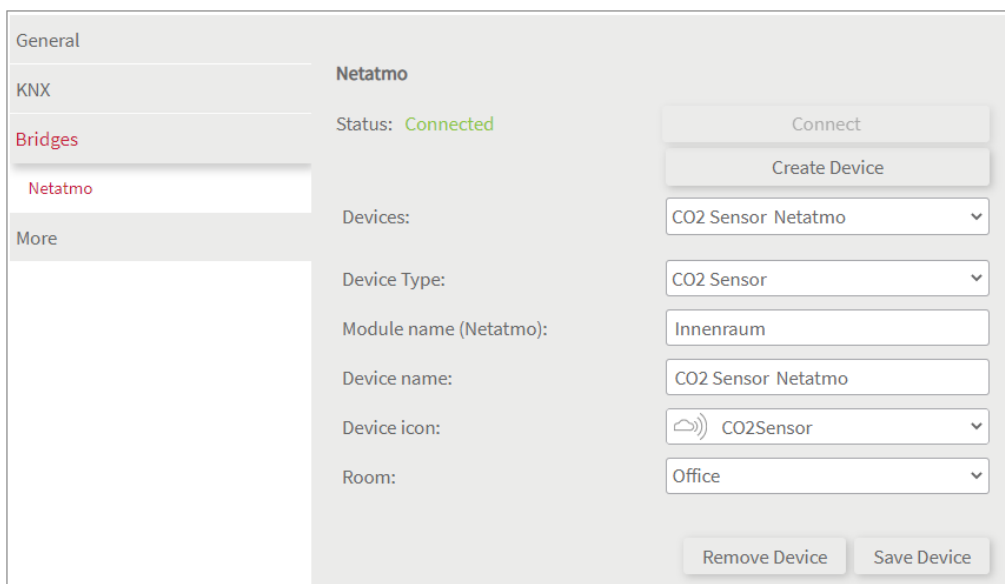 General
KNX
Bridges
Netatmo
More
Netatmo
Status: Connected
Connect
Create Device
Devices: CO2 Sensor Netatmo
Device Type: CO2 Sensor
Module name (Netatmo): Innenraum
Device name: CO2 Sensor Netatmo
Device icon: CO2Sensor
Room: Office
Remove Device Save Device